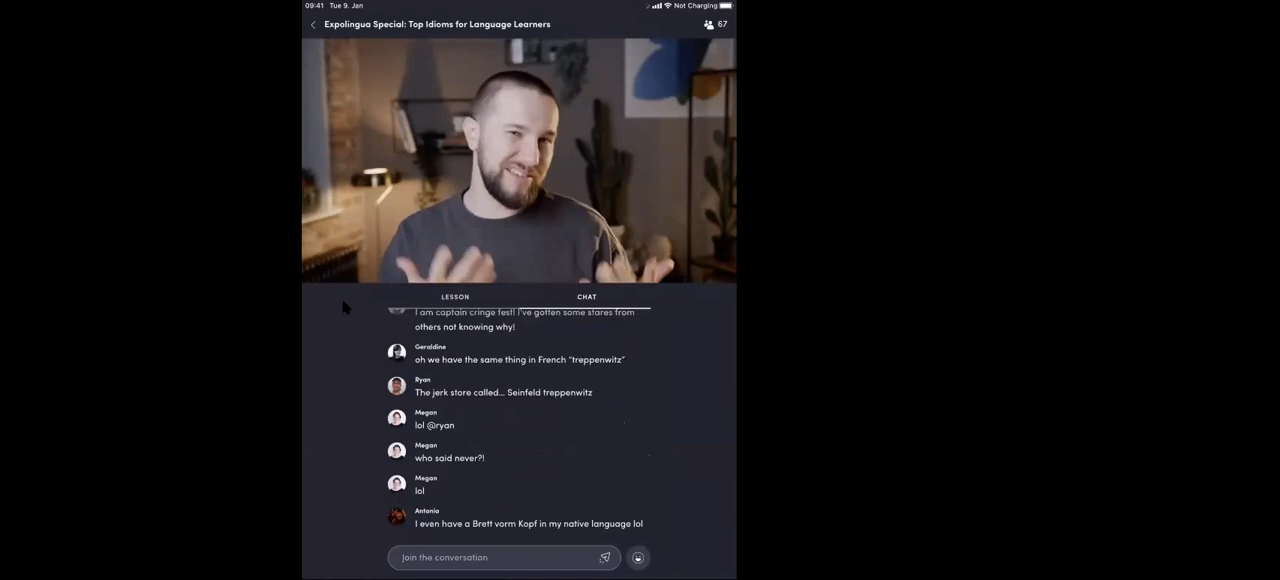 09:41 Tue 9. Jan
Not Charging
Expolingua Special: Top Idioms for Language Learners
67
LESSON
CHAT
I am captain cringe fest! I've gotten some stares from
others not knowing why!
Geraldine
oh we have the same thing in French "treppenwitz"
Ryan
The jerk store called... Seinfeld treppenwitz
Megan
lol @ryan
Megan
who said never?!
Megan
lol
Antonia
I even have a Brett vorm Kopf in my native language lol
Join the conversation